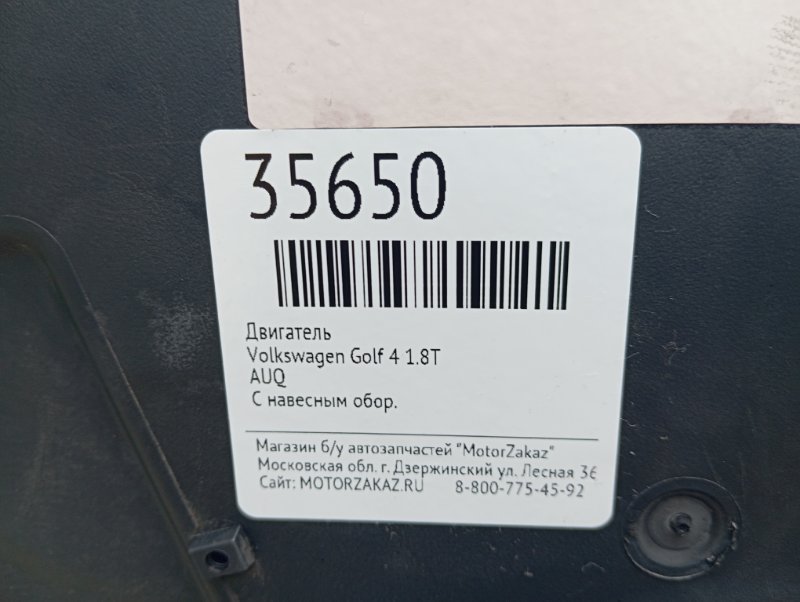 35650
Двигатель
Volkswagen Golf 4 1.8T
AUQ
С навесным обор.
Магазин б/у автозапчастей "MotorZakaz"
Московская обл. г. Дзержинский ул. Лесная 36
Сайт: MOTORZAKAZ.RU 8-800-775-45-92